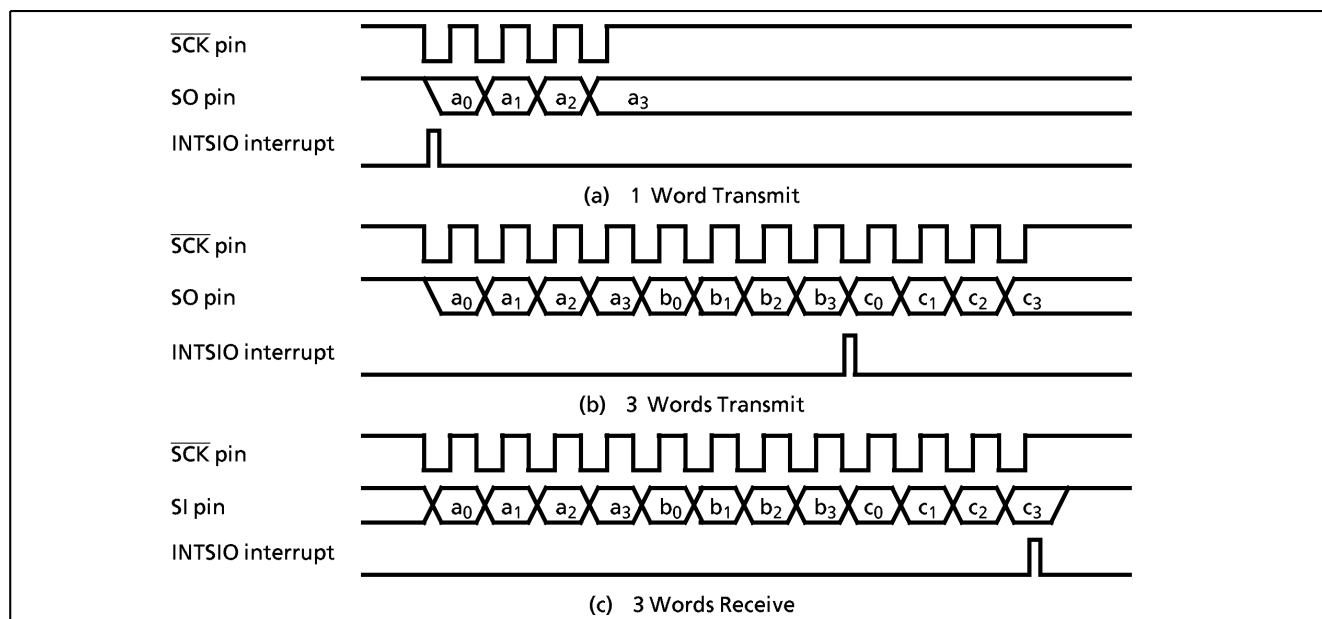 SCK pin
SO pin a₀ a₁ a₂ a₃
INTSIO interrupt
(a) 1 Word Transmit
SCK pin
SO pin a₀ a₁ a₂ a₃ b₀ b₁ b₂ b₃ c₀ c₁ c₂ c₃
INTSIO interrupt
(b) 3 Words Transmit
SCK pin
SI pin a₀ a₁ a₂ a₃ b₀ b₁ b₂ b₃ c₀ c₁ c₂ c₃
INTSIO interrupt
(c) 3 Words Receive